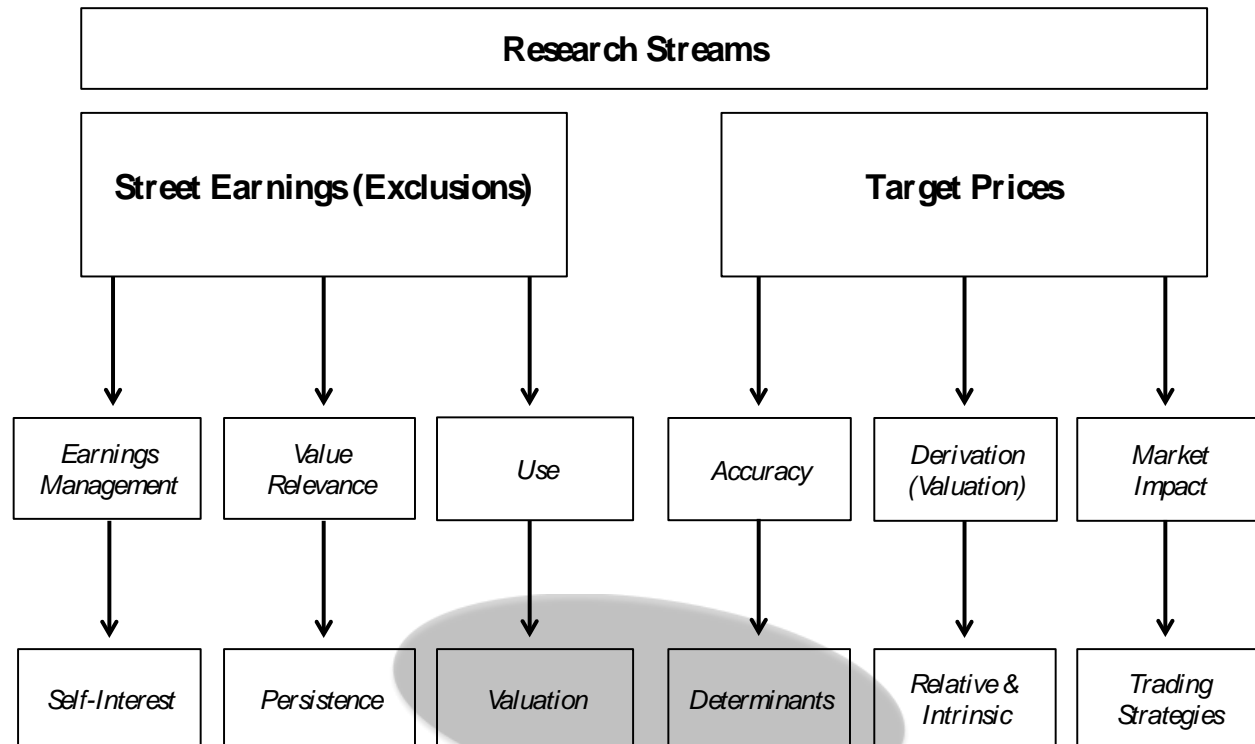 Research Streams
Street Earnings (Exclusions)
Target Prices
Earnings
Management
Value
Relevance
Use
Accuracy
Derivation
(Valuation)
Market
Impact
Self-Interest
Persistence
Valuation
Determinants
Relative &
Intrinsic
Trading
Strategies